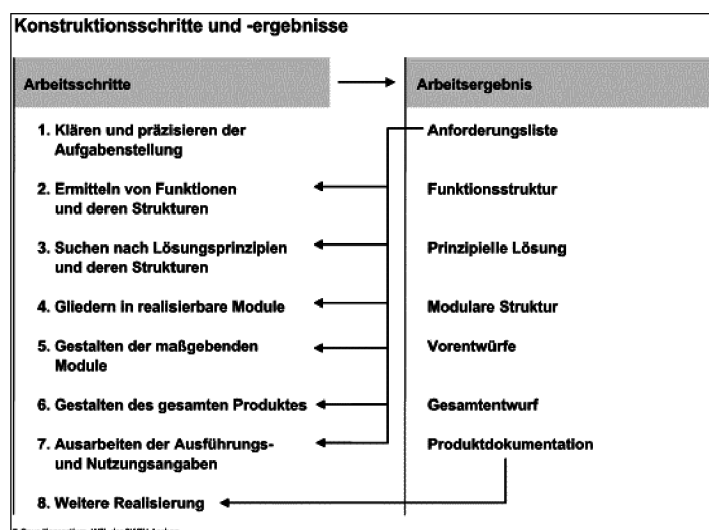 Konstruktionsschritte und -ergebnisse
Arbeitsschritte
Arbeitsergebnis
1. Klären und präzisieren der
Aufgabenstellung
Anforderungsliste
2. Ermitteln von Funktionen
und deren Strukturen
Funktionsstruktur
3. Suchen nach Lösungsprinzipien
und deren Strukturen
Prinzipielle Lösung
4. Gliedern in realisierbare Module
Modulare Struktur
5. Gestalten der maßgebenden
Module
Vorentwürfe
6. Gestalten des gesamten Produktes
Gesamtentwurf
7. Ausarbeiten der Ausführungs-
und Nutzungsangaben
Produktdokumentation
8. Weitere Realisierung